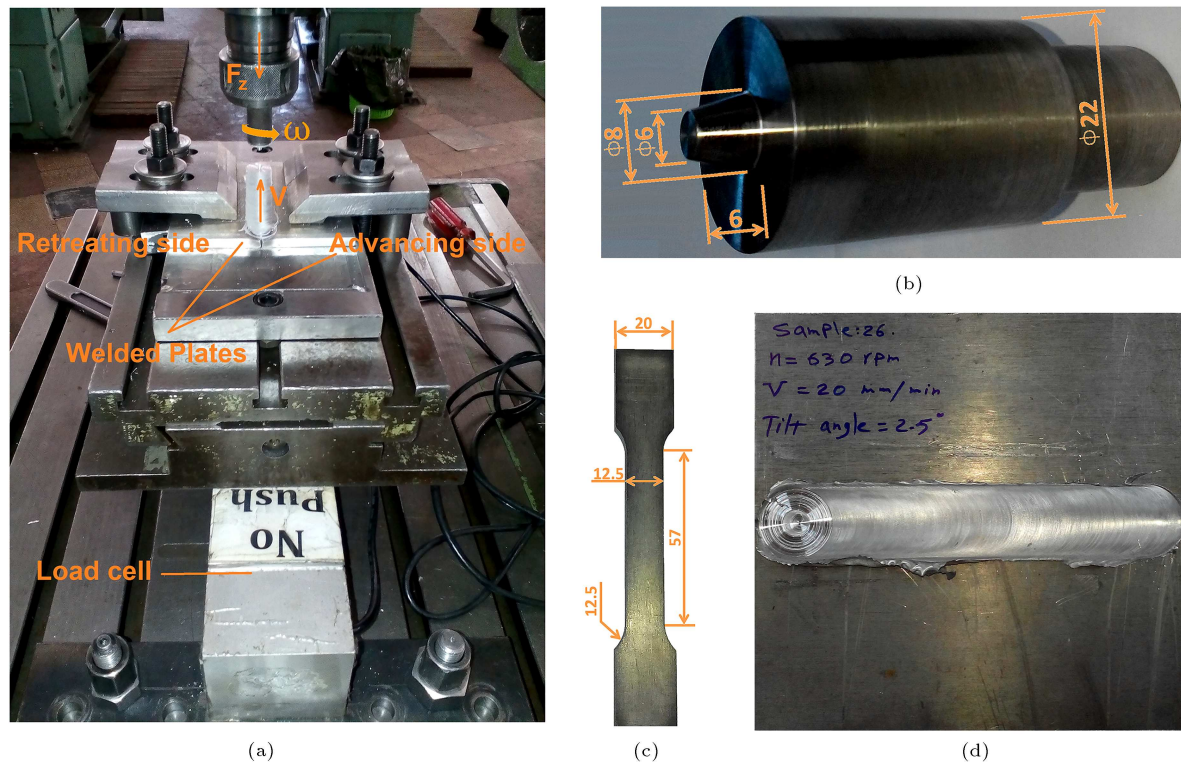 F_z
ω
V
Retreating side
Advancing side
Welded Plates
No
Push
Load cell
(a)
ϕ8
ϕ6
6
ϕ22
(b)
20
12.5
57
12.5
(c)
Sample:26.
n= 630 rpm
V = 20 mm/min
Tilt angle = 2.5°
(d)